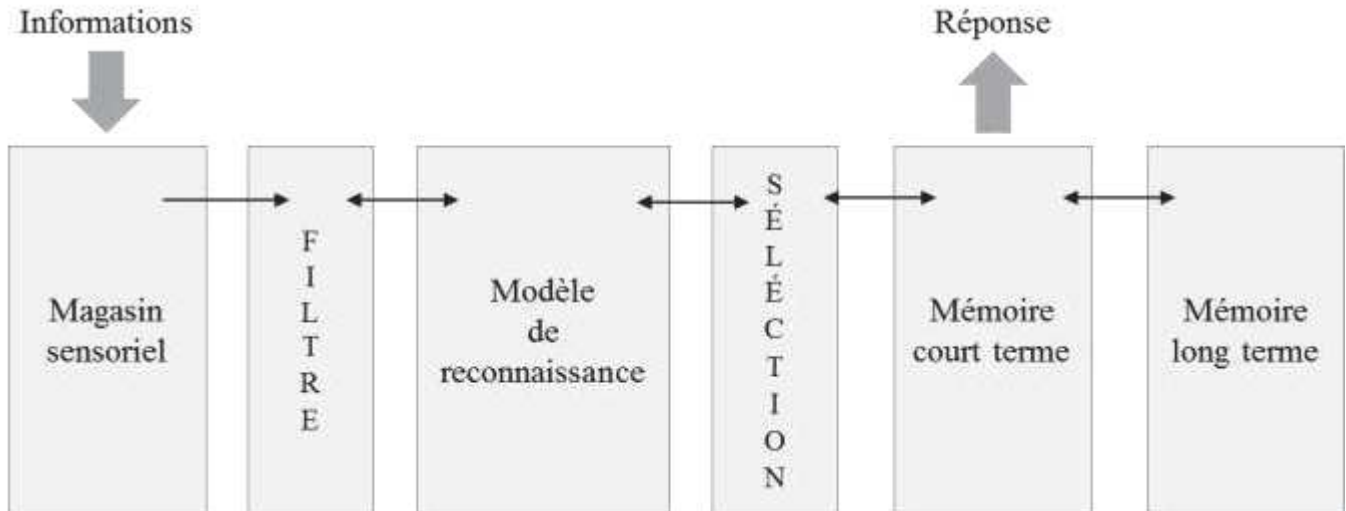 Informations
Réponse
Magasin
sensoriel
F
I
L
T
R
E
Modèle
de
reconnaissance
S
É
L
É
C
T
I
O
N
Mémoire
court terme
Mémoire
long terme